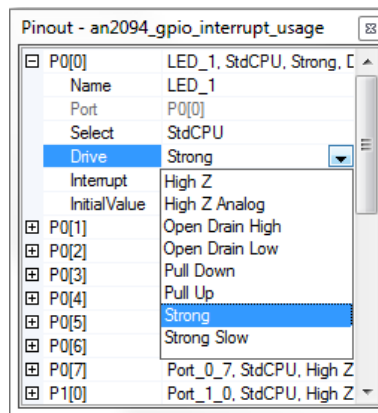 Pinout - an2094_gpio_interrupt_usage
P0[0] LED_1, StdCPU, Strong, D
Name LED_1
Port P0[0]
Select StdCPU
Drive Strong
Interrupt High Z
InitialValue High Z Analog
P0[1] Open Drain High
P0[2] Open Drain Low
P0[3] Pull Down
P0[4] Pull Up
P0[5] Strong
P0[6] Strong Slow
P0[7] Port_0_7, StdCPU, High Z
P1[0] Port_1_0, StdCPU, High Z